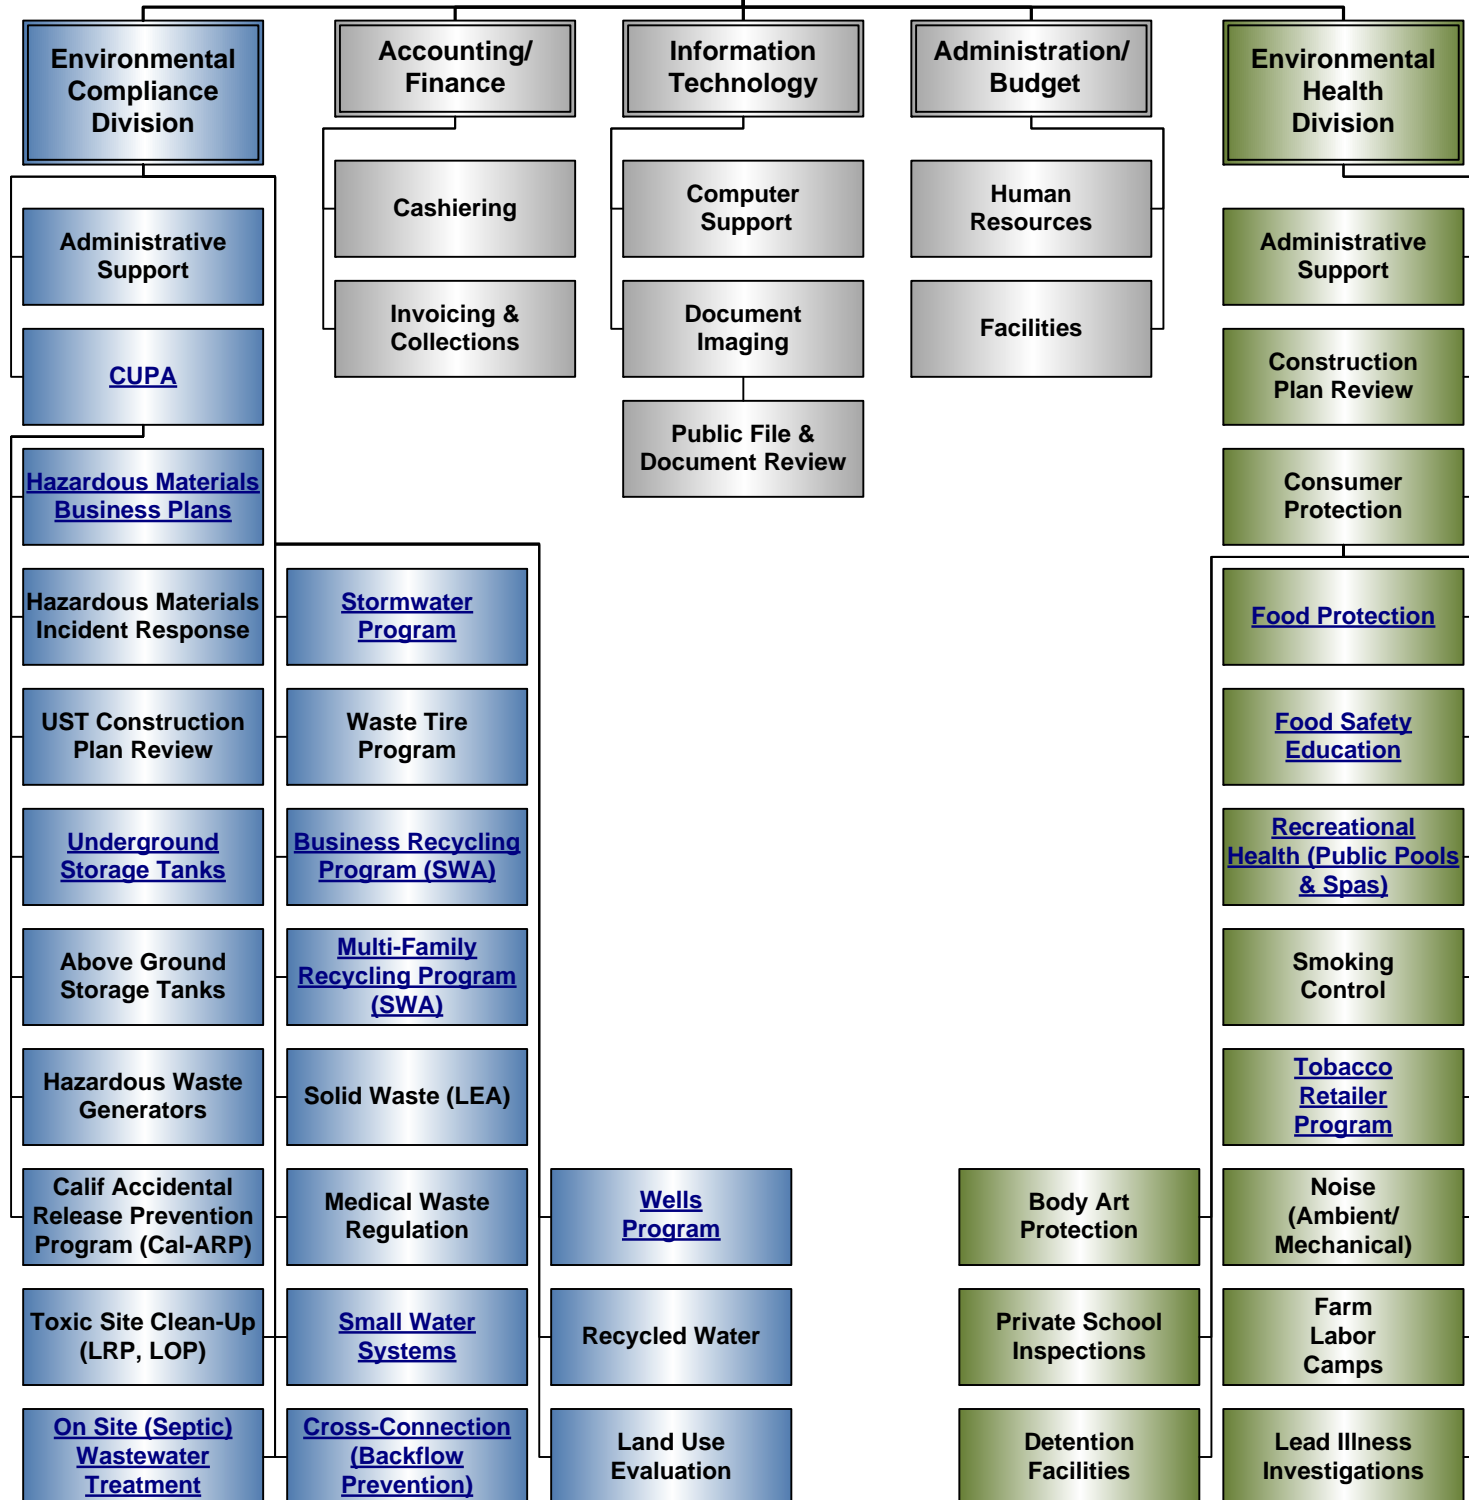 Environmental
Compliance
Division
Accounting/
Finance
Information
Technology
Administration/
Budget
Environmental
Health
Division
Administrative
Support
CUPA
Hazardous Materials
Business Plans
Hazardous Materials
Incident Response
UST Construction
Plan Review
Underground
Storage Tanks
Above Ground
Storage Tanks
Hazardous Waste
Generators
Calif Accidental
Release Prevention
Program (Cal-ARP)
Toxic Site Clean-Up
(LRP, LOP)
On Site (Septic)
Wastewater
Treatment
Stormwater
Program
Waste Tire
Program
Business Recycling
Program (SWA)
Multi-Family
Recycling Program
(SWA)
Solid Waste (LEA)
Medical Waste
Regulation
Small Water
Systems
Cross-Connection
(Backflow
Prevention)
Wells
Program
Recycled Water
Land Use
Evaluation
Cashiering
Invoicing &
Collections
Computer
Support
Document
Imaging
Public File &
Document Review
Human
Resources
Facilities
Administrative
Support
Construction
Plan Review
Consumer
Protection
Food Protection
Food Safety
Education
Recreational
Health (Public Pools
& Spas)
Smoking
Control
Tobacco
Retailer
Program
Noise
(Ambient/
Mechanical)
Farm
Labor
Camps
Lead Illness
Investigations
Body Art
Protection
Private School
Inspections
Detention
Facilities